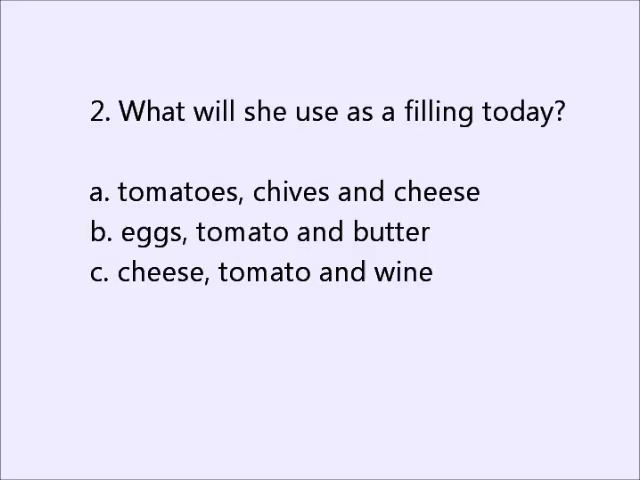 2. What will she use as a filling today?
a. tomatoes, chives and cheese
b. eggs, tomato and butter
c. cheese, tomato and wine